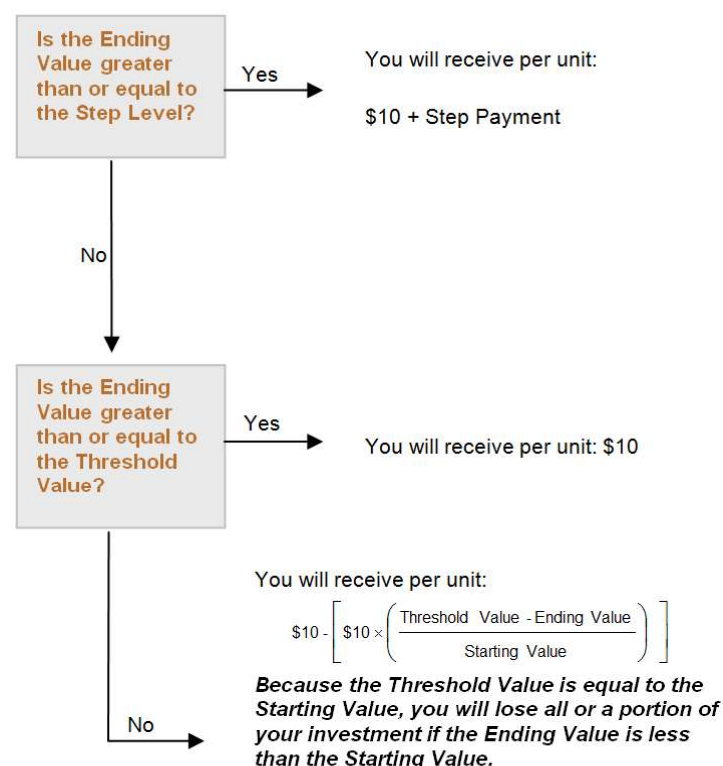 Is the Ending
Value greater
than or equal to
the Step Level?
Yes
You will receive per unit:
$10 + Step Payment
No
Is the Ending
Value greater
than or equal to
the Threshold
Value?
Yes
You will receive per unit: $10
No
You will receive per unit:
$10 - [ $10 × ( Threshold Value - Ending Value
Starting Value ) ]
Because the Threshold Value is equal to the
Starting Value, you will lose all or a portion of
your investment if the Ending Value is less
than the Starting Value.